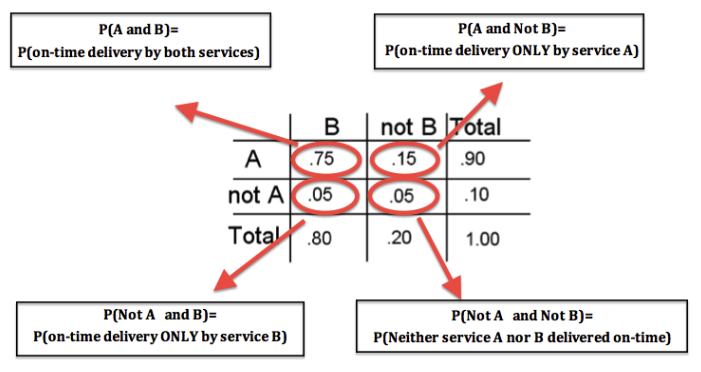 P(A and B)=
P(on-time delivery by both services)
P(A and Not B)=
P(on-time delivery ONLY by service A)
B not B Total
A .75 .15 .90
not A .05 .05 .10
Total .80 .20 1.00
P(Not A and B)=
P(on-time delivery ONLY by service B)
P(Not A and Not B)=
P(Neither service A nor B delivered on-time)